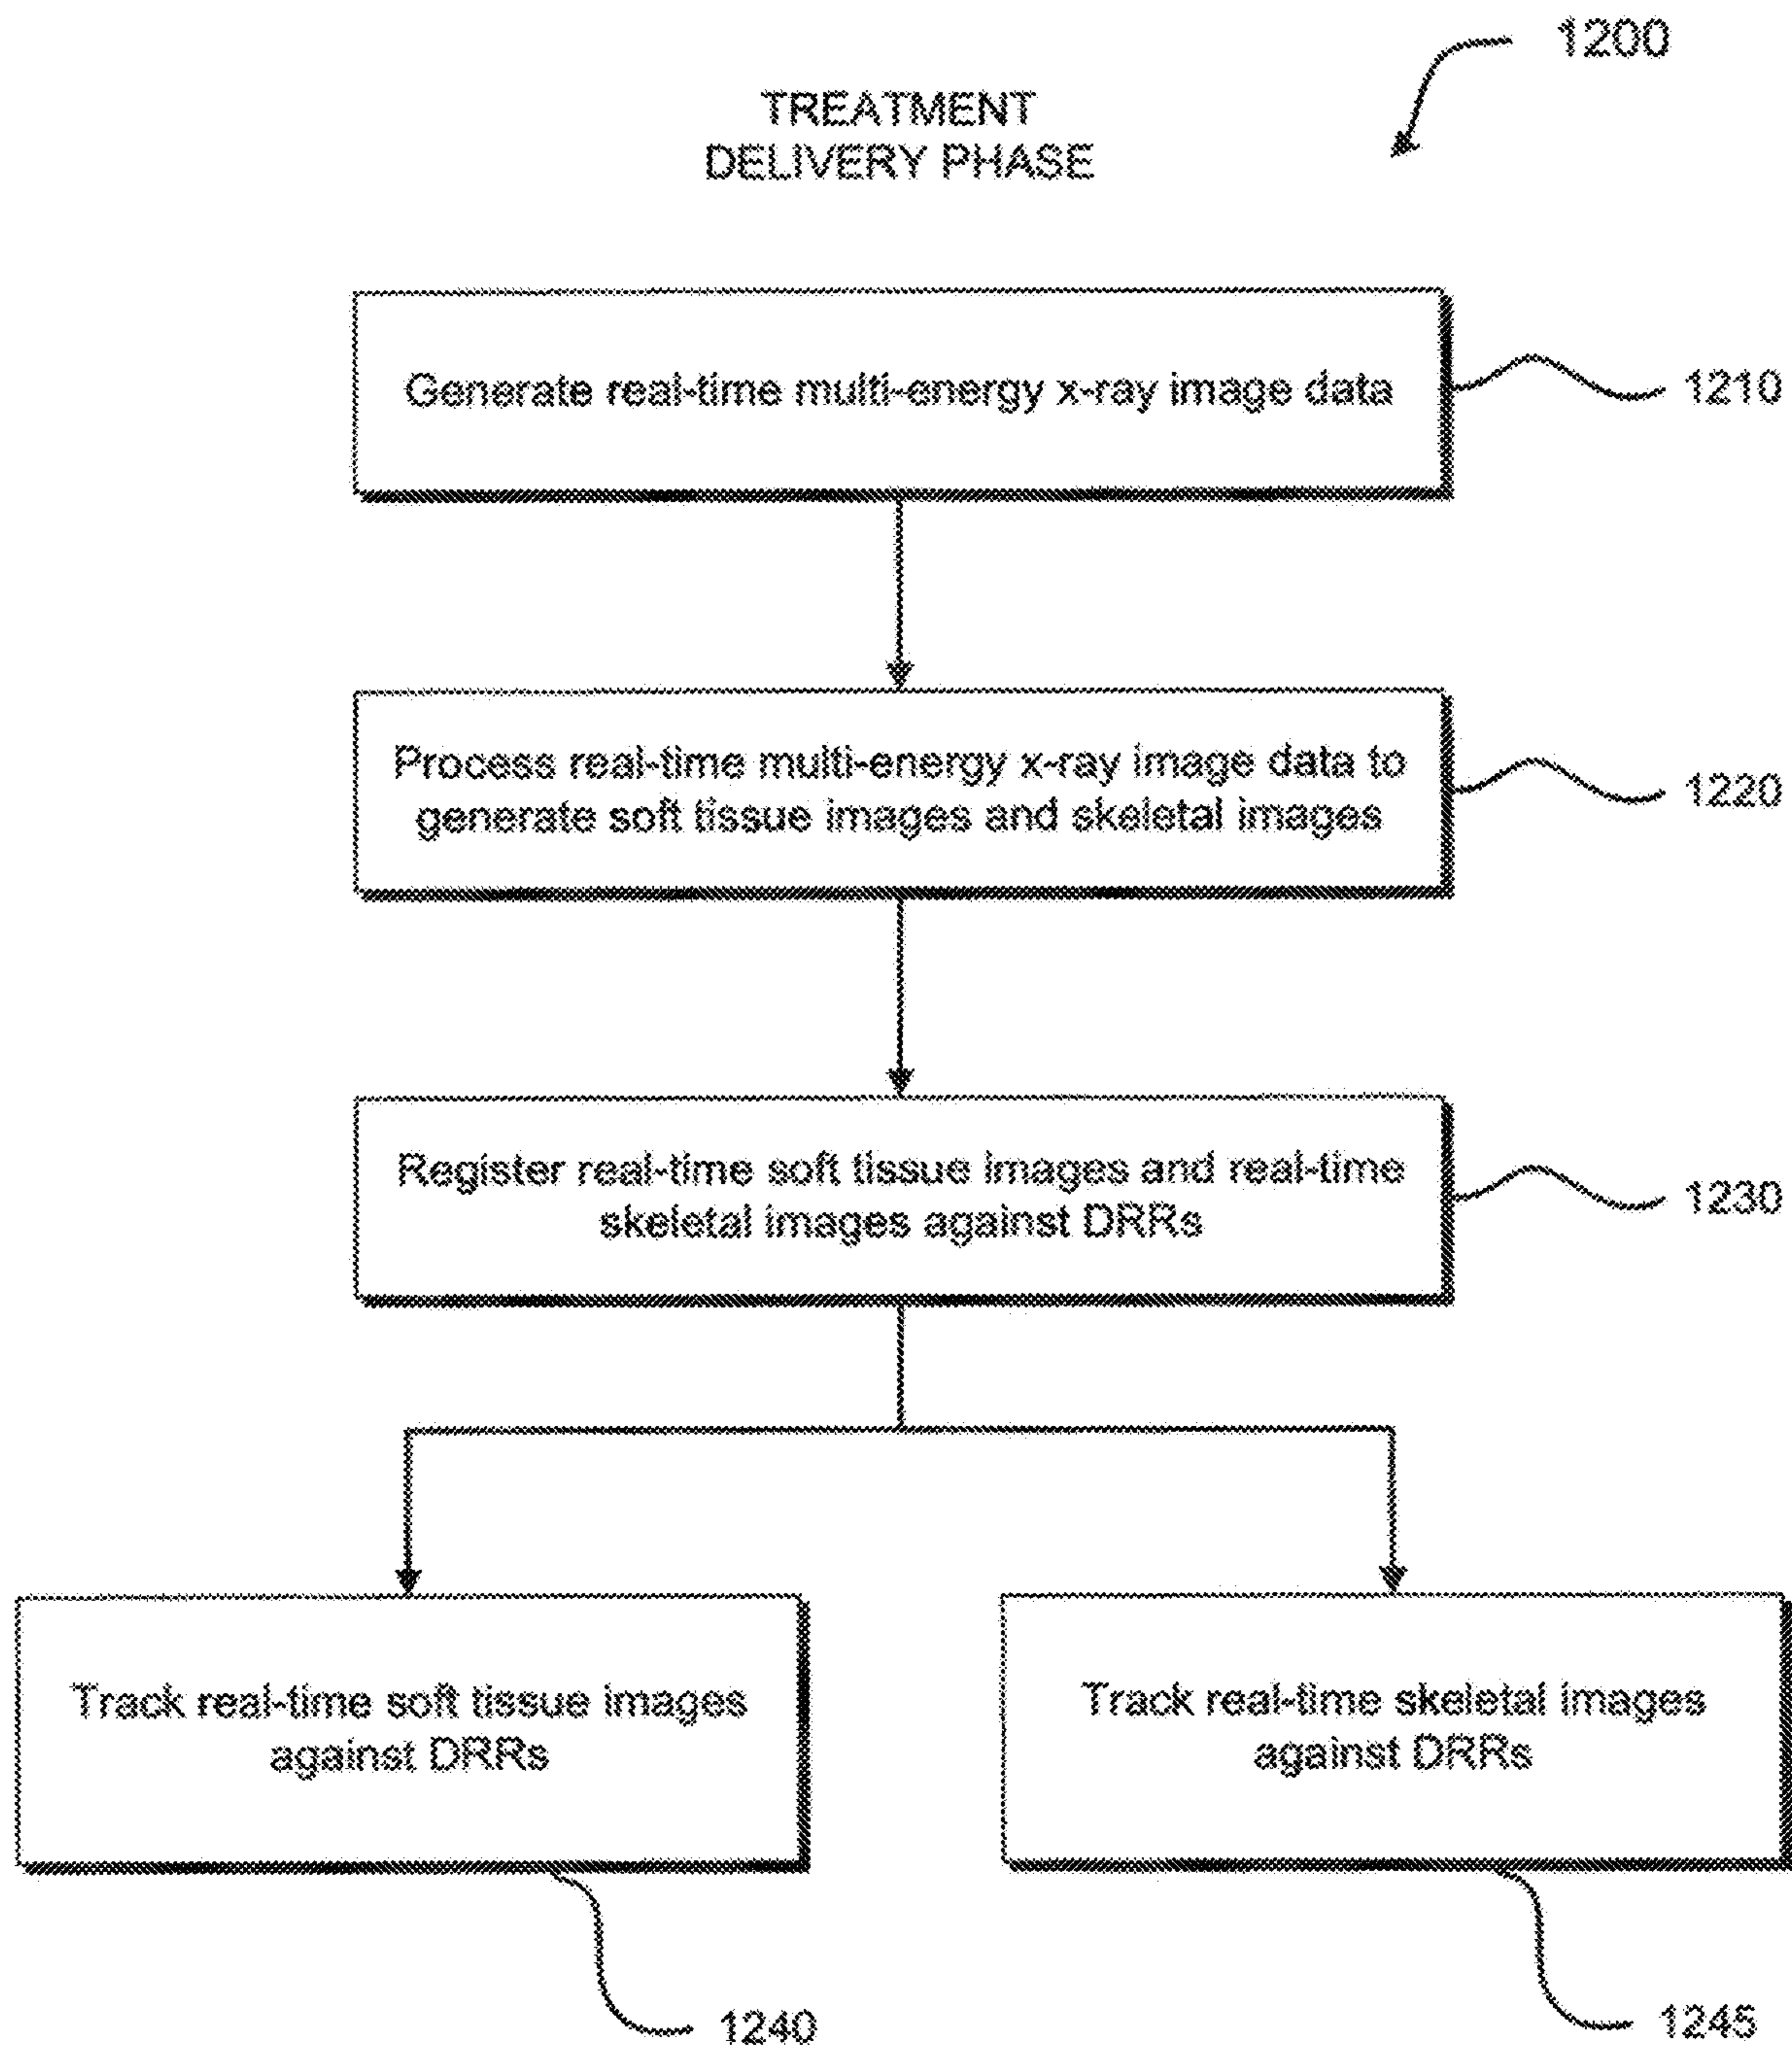 1200
TREATMENT
DELIVERY PHASE
Generate real-time multi-energy x-ray image data
1210
Process real-time multi-energy x-ray image data to
generate soft tissue images and skeletal images
1220
Register real-time soft tissue images and real-time
skeletal images against DRRs
1230
Track real-time soft tissue images
against DRRs
Track real-time skeletal images
against DRRs
1240
1245